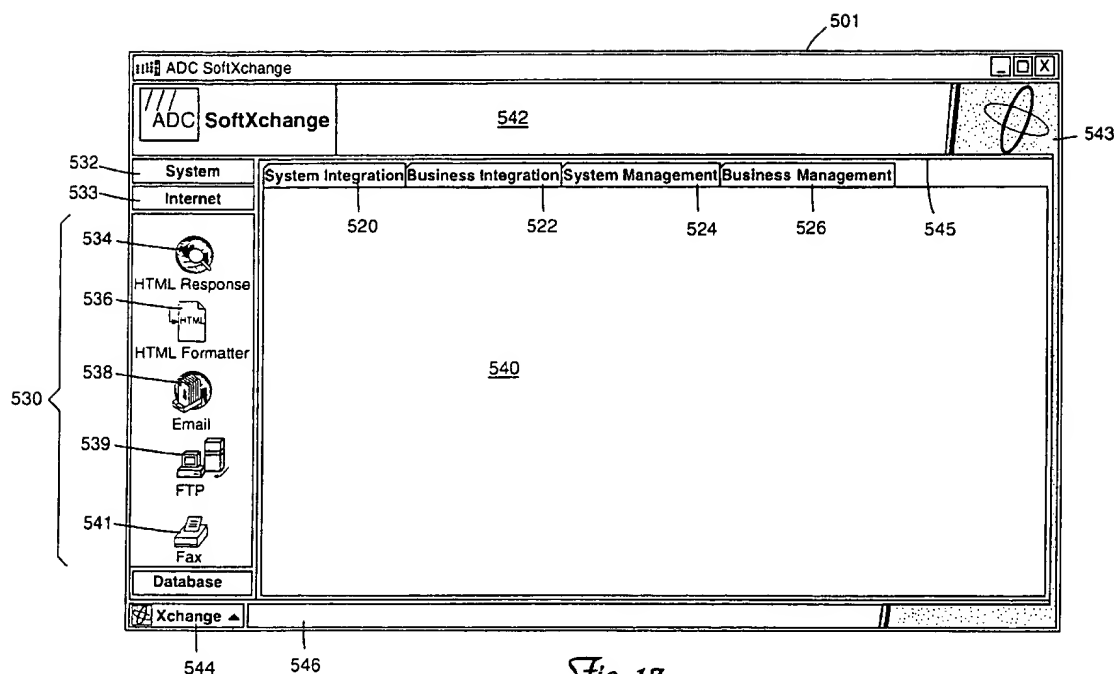 501
ADC SoftXchange
ADC SoftXchange
542
543
532
System
533
Internet
System Integration Business Integration System Management Business Management
520 522 524 526 545
530
534
HTML Response
536
HTML
HTML Formatter
540
538
Email
539
FTP
541
Fax
Database
Xchange
544 546
Fig. 17